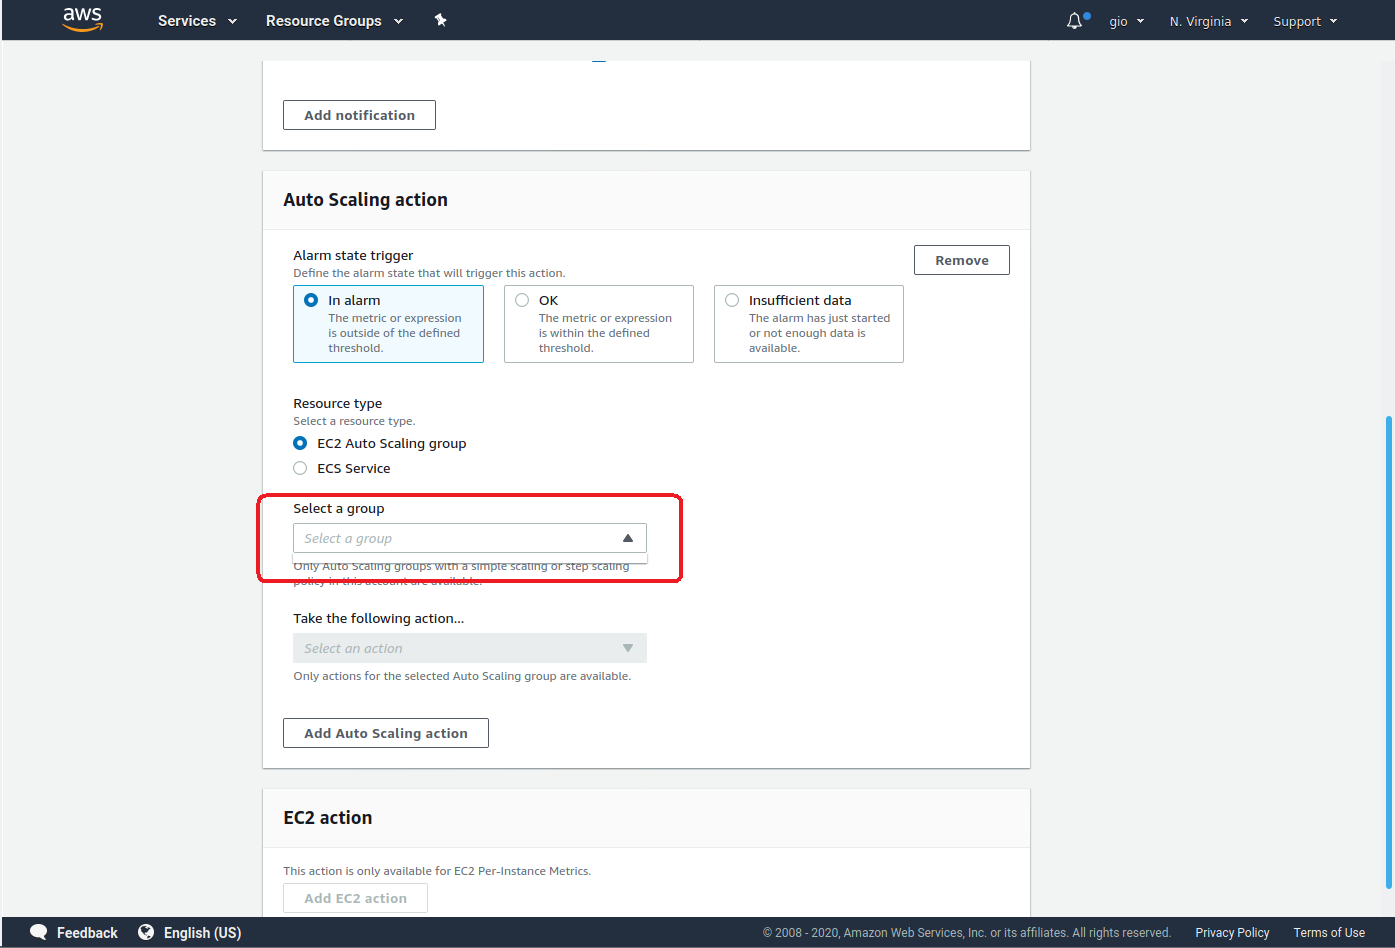 aws
Services
Resource Groups
gio
N. Virginia
Support
Add notification
Auto Scaling action
Alarm state trigger
Define the alarm state that will trigger this action.
Remove
In alarm
The metric or expression
is outside of the defined
threshold.
OK
The metric or expression
is within the defined
threshold.
Insufficient data
The alarm has just started
or not enough data is
available.
Resource type
Select a resource type.
EC2 Auto Scaling group
ECS Service
Select a group
Select a group
Only Auto Scaling groups with a simple scaling or step scaling
policy in this account are available.
Take the following action...
Select an action
Only actions for the selected Auto Scaling group are available.
Add Auto Scaling action
EC2 action
This action is only available for EC2 Per-Instance Metrics.
Add EC2 action
Feedback
English (US)
© 2008 - 2020, Amazon Web Services, Inc. or its affiliates. All rights reserved.
Privacy Policy
Terms of Use